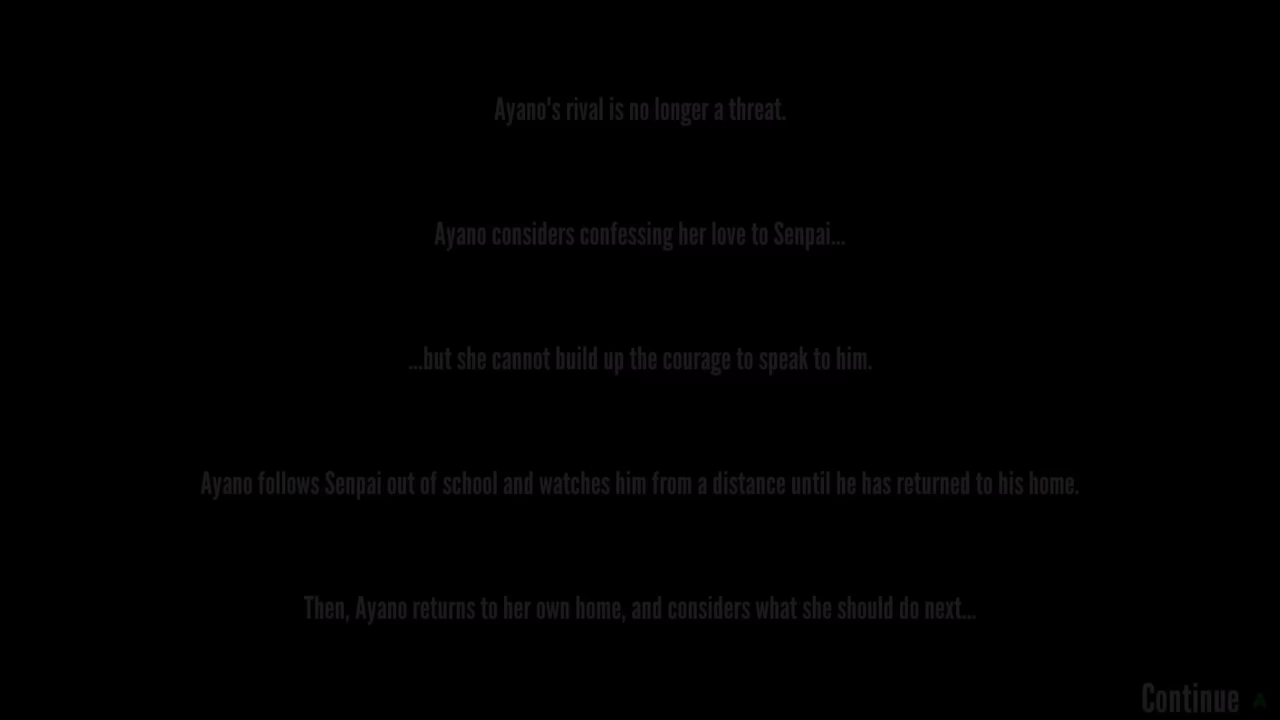 Ayano's rival is no longer a threat.
Ayano considers confessing her love to Senpai...
...but she cannot build up the courage to speak to him.
Ayano follows Senpai out of school and watches him from a distance until he has returned to his home.
Then, Ayano returns to her own home, and considers what she should do next...
Continue A